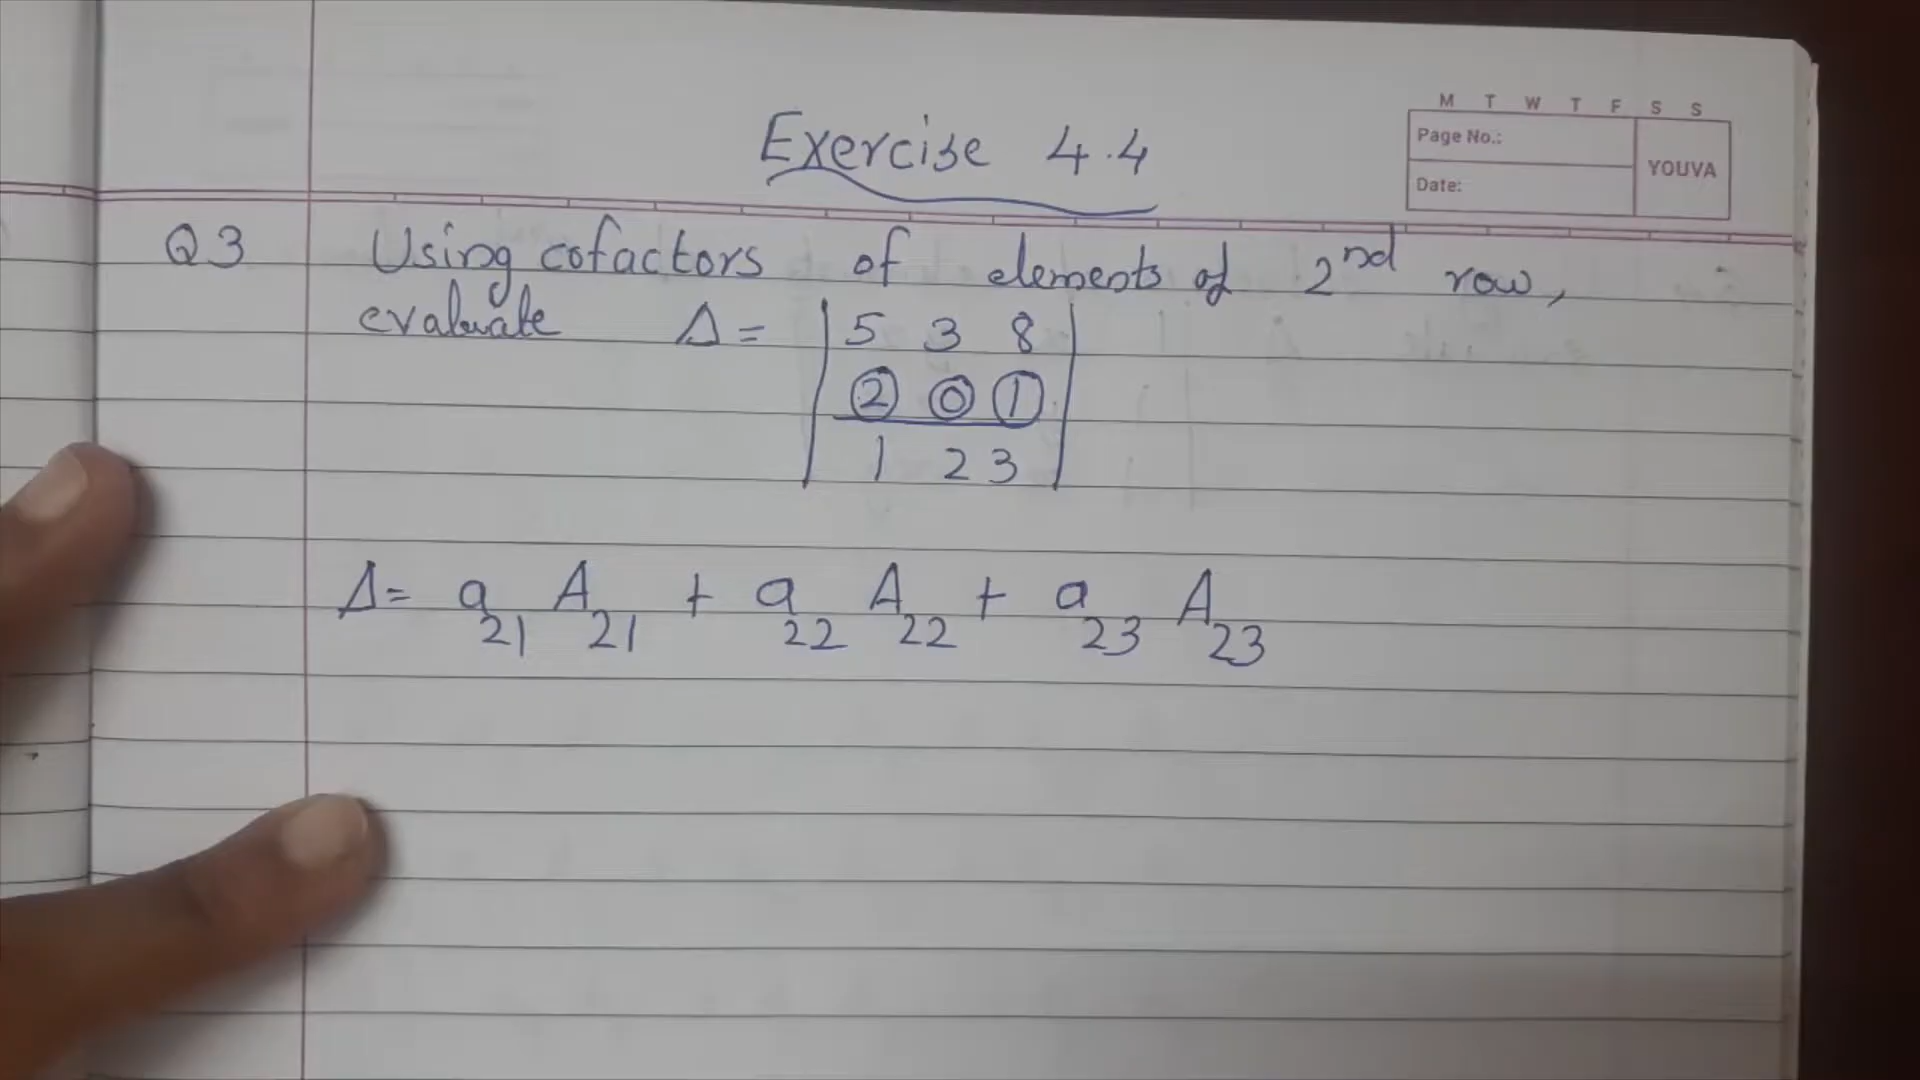 M T W T F S S
Page No.:
YOUVA
Date:
Exercise 4.4
Q3 Using cofactors of elements of 2nd row,
evaluate Δ = | 5 3 8 |
| 2 0 1 |
| 1 2 3 |
Δ = a21 A21 + a22 A22 + a23 A23